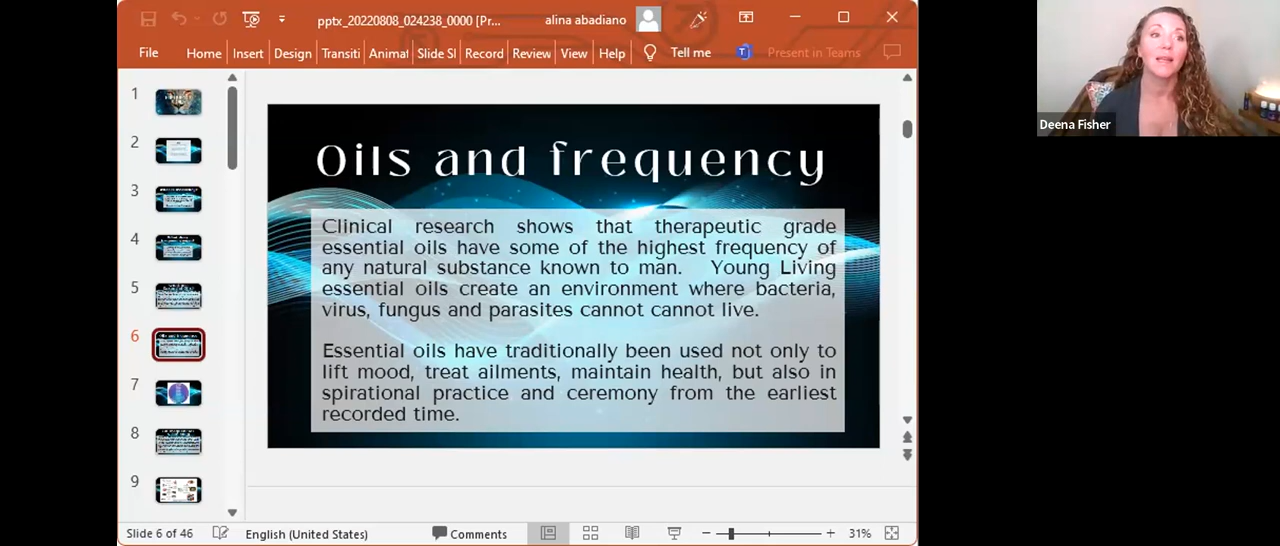 pptx_20220808_024238_0000 [Pr...
alina abadiano
File Home Insert Design Transiti Animat Slide Sl Record Review View Help Tell me Present in Teams
Deena Fisher
1
2
3
4
5
6
7
8
9
Oils and frequency
Clinical research shows that therapeutic grade
essential oils have some of the highest frequency of
any natural substance known to man. Young Living
essential oils create an environment where bacteria,
virus, fungus and parasites cannot cannot live.
Essential oils have traditionally been used not only to
lift mood, treat ailments, maintain health, but also in
spirational practice and ceremony from the earliest
recorded time.
Slide 6 of 46 English (United States) Comments 31%